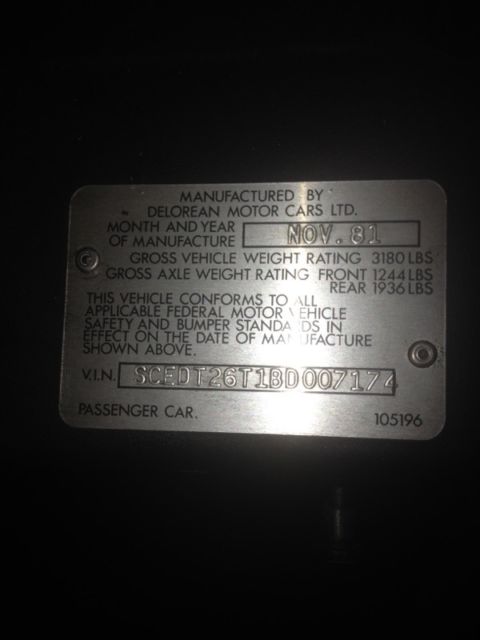 MANUFACTURED BY
DELOREAN MOTOR CARS LTD.
MONTH AND YEAR
OF MANUFACTURE NOV. 81
GROSS VEHICLE WEIGHT RATING 3180 LBS
GROSS AXLE WEIGHT RATING FRONT 1244 LBS
REAR 1936 LBS
THIS VEHICLE CONFORMS TO ALL
APPLICABLE FEDERAL MOTOR VEHICLE
SAFETY AND BUMPER STANDARDS IN
EFFECT ON THE DATE OF MANUFACTURE
SHOWN ABOVE.
V.I.N. SCEDT26T1BD007174
PASSENGER CAR. 105196